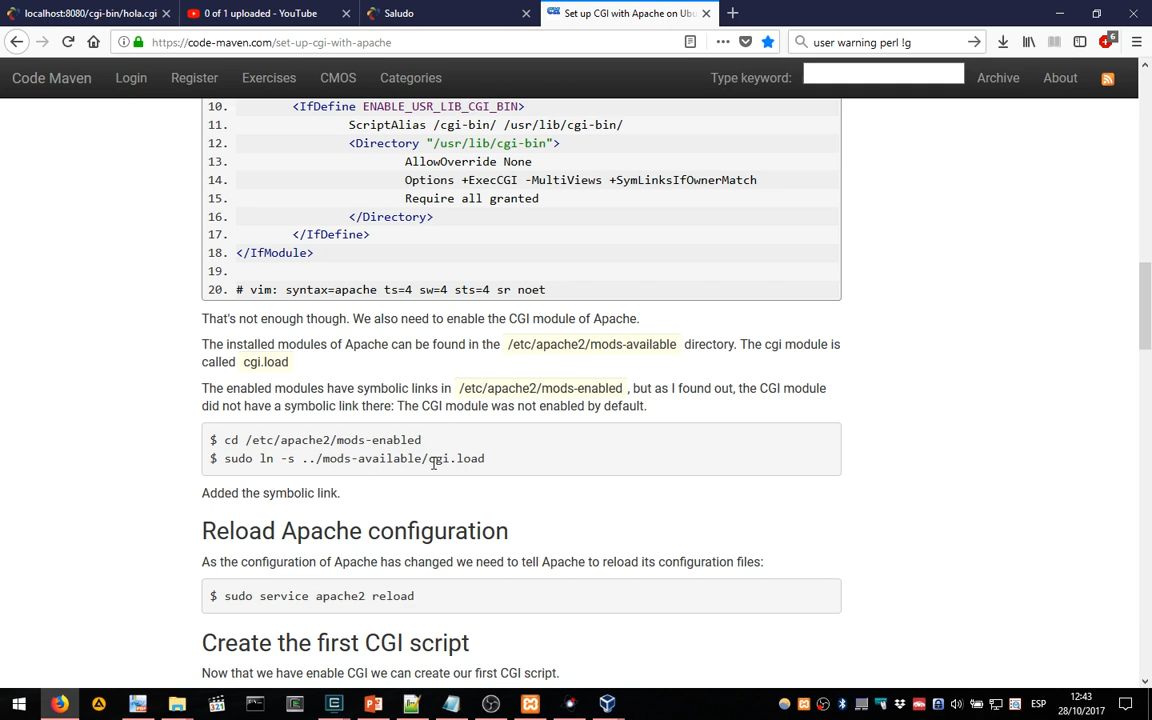 localhost:8080/cgi-bin/hola.cgi
0 of 1 uploaded - YouTube
Saludo
Set up CGI with Apache on Ubu
https://code-maven.com/set-up-cgi-with-apache
user warning perl !g
6
Code Maven Login Register Exercises CMOS Categories Type keyword: Archive About
10. <IfDefine ENABLE_USR_LIB_CGI_BIN>
11. ScriptAlias /cgi-bin/ /usr/lib/cgi-bin/
12. <Directory "/usr/lib/cgi-bin">
13. AllowOverride None
14. Options +ExecCGI -MultiViews +SymLinksIfOwnerMatch
15. Require all granted
16. </Directory>
17. </IfDefine>
18. </IfModule>
19.
20. # vim: syntax=apache ts=4 sw=4 sts=4 sr noet
That's not enough though. We also need to enable the CGI module of Apache.
The installed modules of Apache can be found in the /etc/apache2/mods-available directory. The cgi module is
called cgi.load
The enabled modules have symbolic links in /etc/apache2/mods-enabled , but as I found out, the CGI module
did not have a symbolic link there: The CGI module was not enabled by default.
$ cd /etc/apache2/mods-enabled
$ sudo ln -s ../mods-available/cgi.load
Added the symbolic link.
Reload Apache configuration
As the configuration of Apache has changed we need to tell Apache to reload its configuration files:
$ sudo service apache2 reload
Create the first CGI script
Now that we have enable CGI we can create our first CGI script.
321
ESP
12:43
28/10/2017